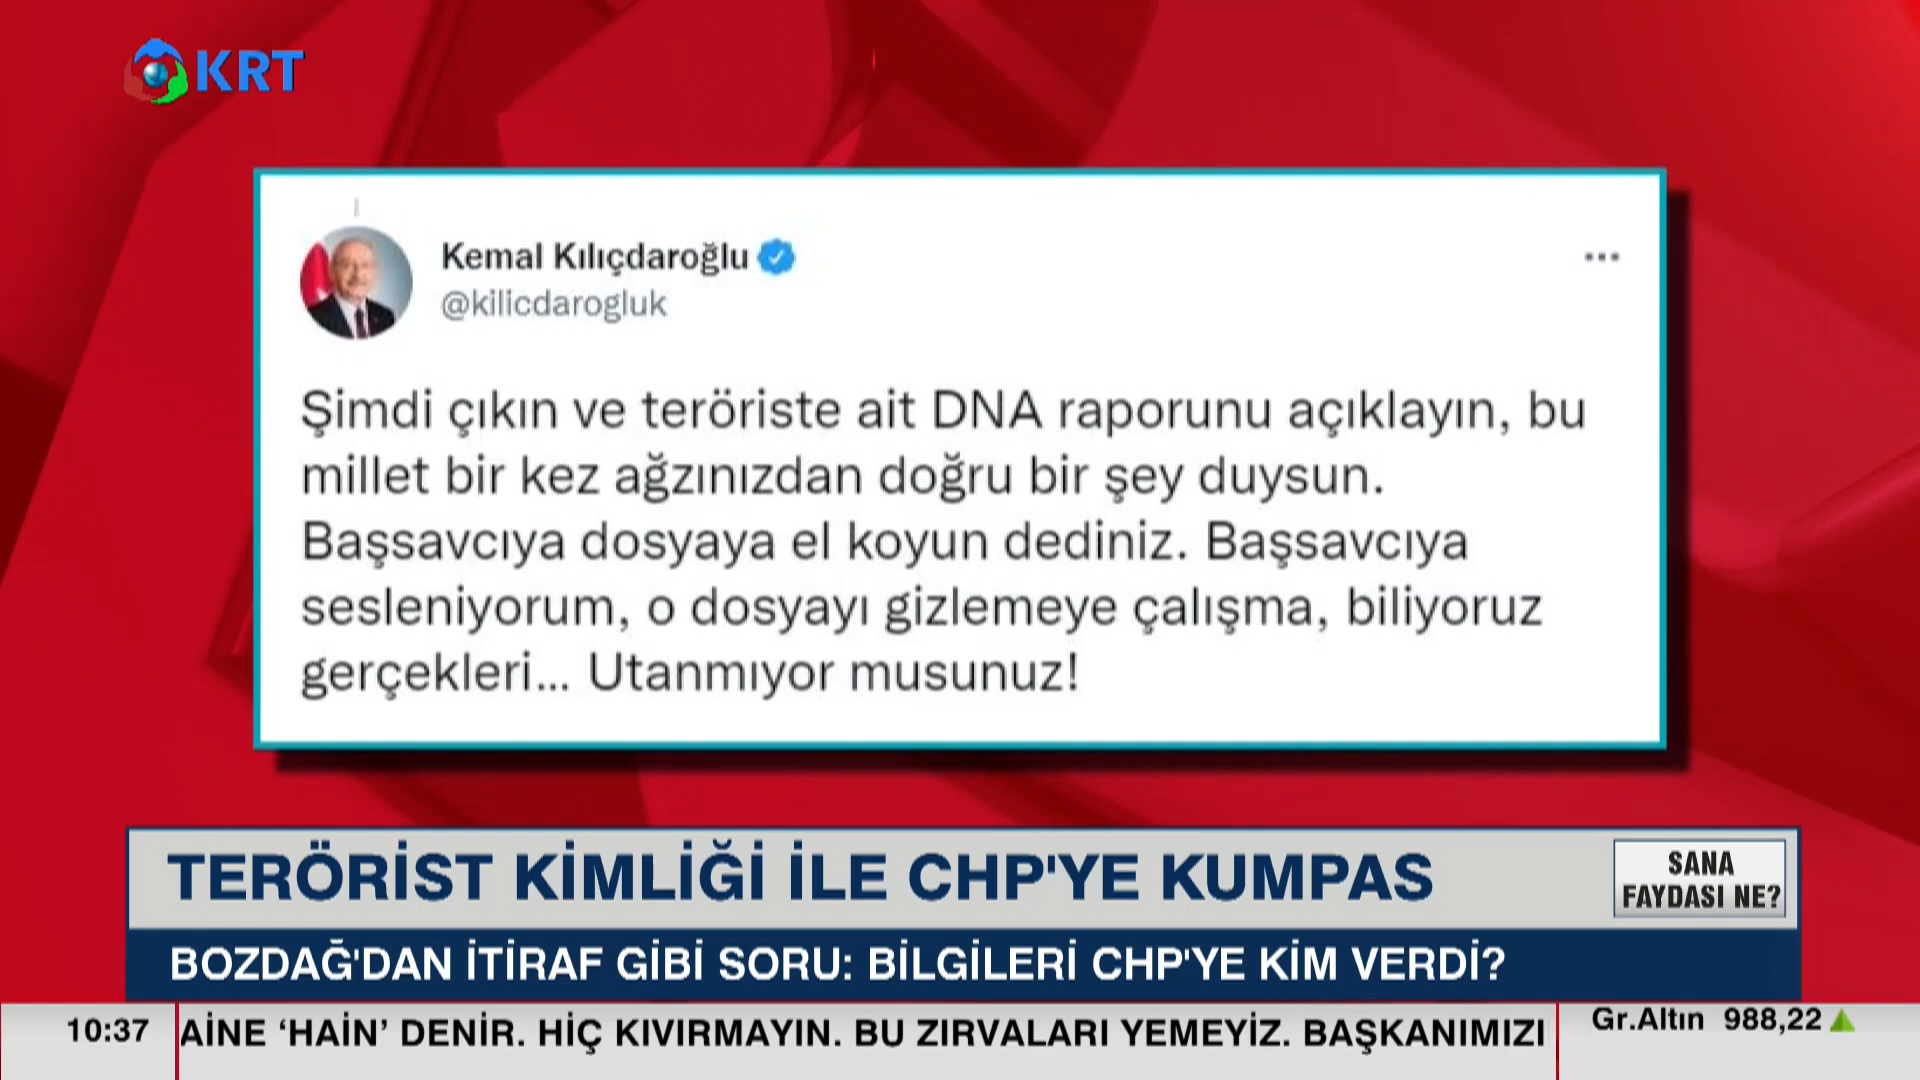 KRT
Kemal Kılıçdaroğlu
@kilicdarogluk
Şimdi çıkın ve teröriste ait DNA raporunu açıklayın, bu
millet bir kez ağzınızdan doğru bir şey duysun.
Başsavcıya dosyaya el koyun dediniz. Başsavcıya
sesleniyorum, o dosyayı gizlemeye çalışma, biliyoruz
gerçekleri... Utanmıyor musunuz!
TERÖRİST KİMLİĞİ İLE CHP'YE KUMPAS
SANA
FAYDASI NE?
BOZDAĞ'DAN İTİRAF GİBİ SORU: BİLGİLERİ CHP'YE KİM VERDİ?
10:37
AİNE ‘HAİN’ DENİR. HİÇ KIVIRMAYIN. BU ZIRVALARI YEMEYİZ. BAŞKANIMIZI
Gr.Altın 988,22